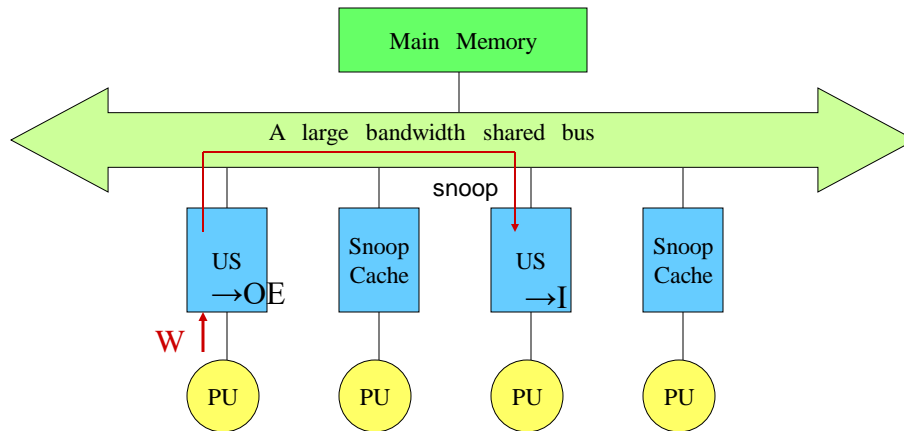 Main Memory
A large bandwidth shared bus
snoop
US
→OE
Snoop
Cache
US
→I
Snoop
Cache
W
PU
PU
PU
PU